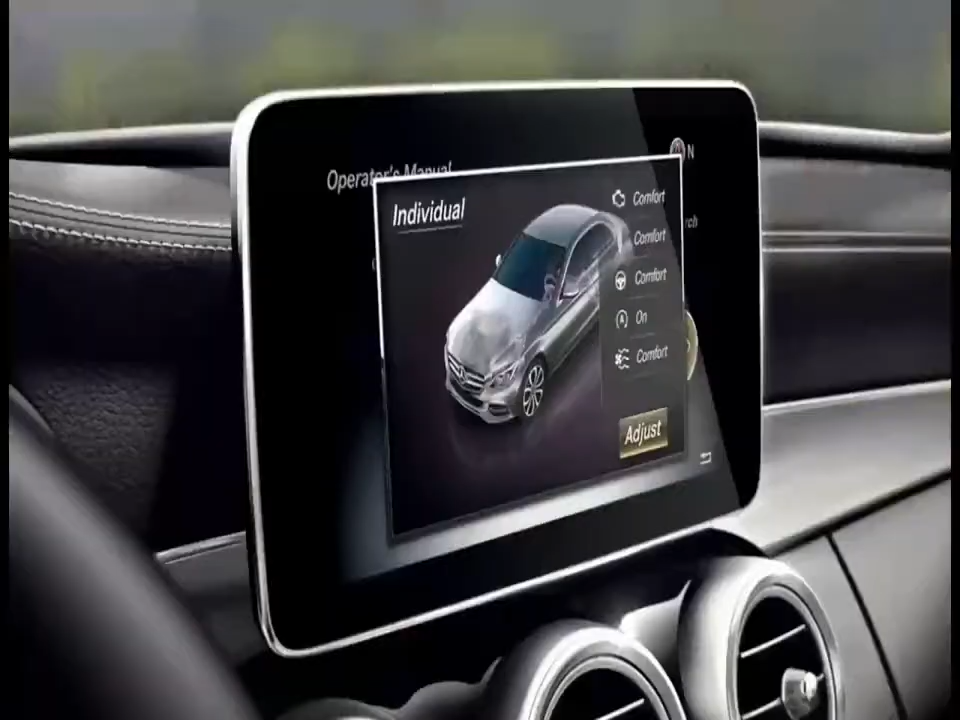 Operator's Manual
N
Individual
Comfort
Comfort
Comfort
On
Comfort
Adjust